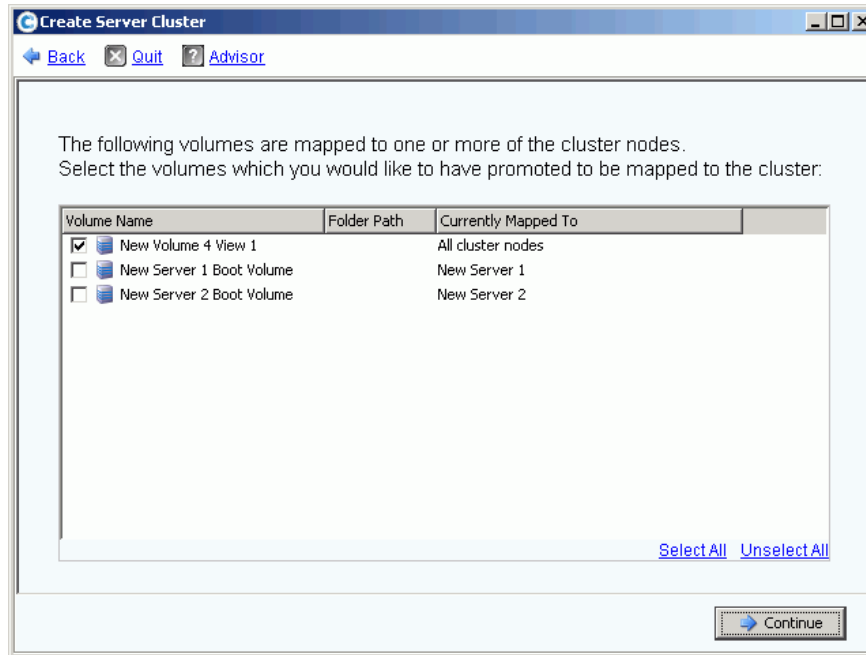 Create Server Cluster
Back Quit ? Advisor
The following volumes are mapped to one or more of the cluster nodes.
Select the volumes which you would like to have promoted to be mapped to the cluster:
Volume Name Folder Path Currently Mapped To
New Volume 4 View 1 All cluster nodes
New Server 1 Boot Volume New Server 1
New Server 2 Boot Volume New Server 2
Select All Unselect All
Continue